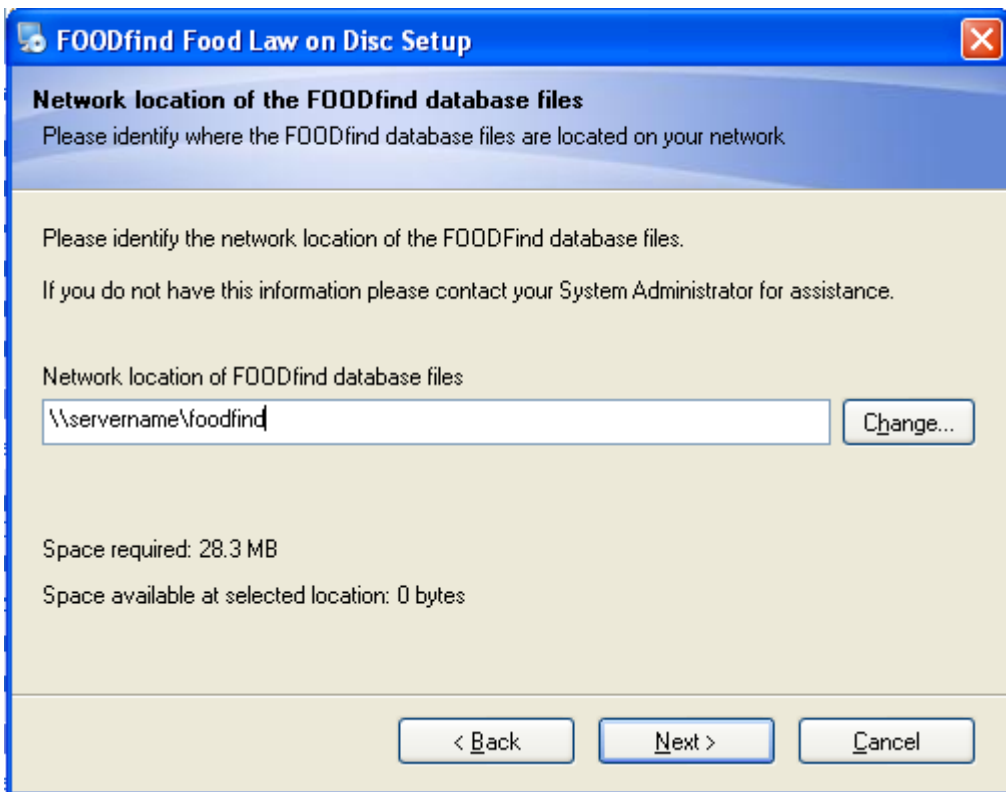 FOODfind Food Law on Disc Setup
Network location of the FOODfind database files
Please identify where the FOODfind database files are located on your network
Please identify the network location of the FOODFind database files.
If you do not have this information please contact your System Administrator for assistance.
Network location of FOODfind database files
\\servername\foodfind
Change...
Space required: 28.3 MB
Space available at selected location: 0 bytes
< Back
Next >
Cancel